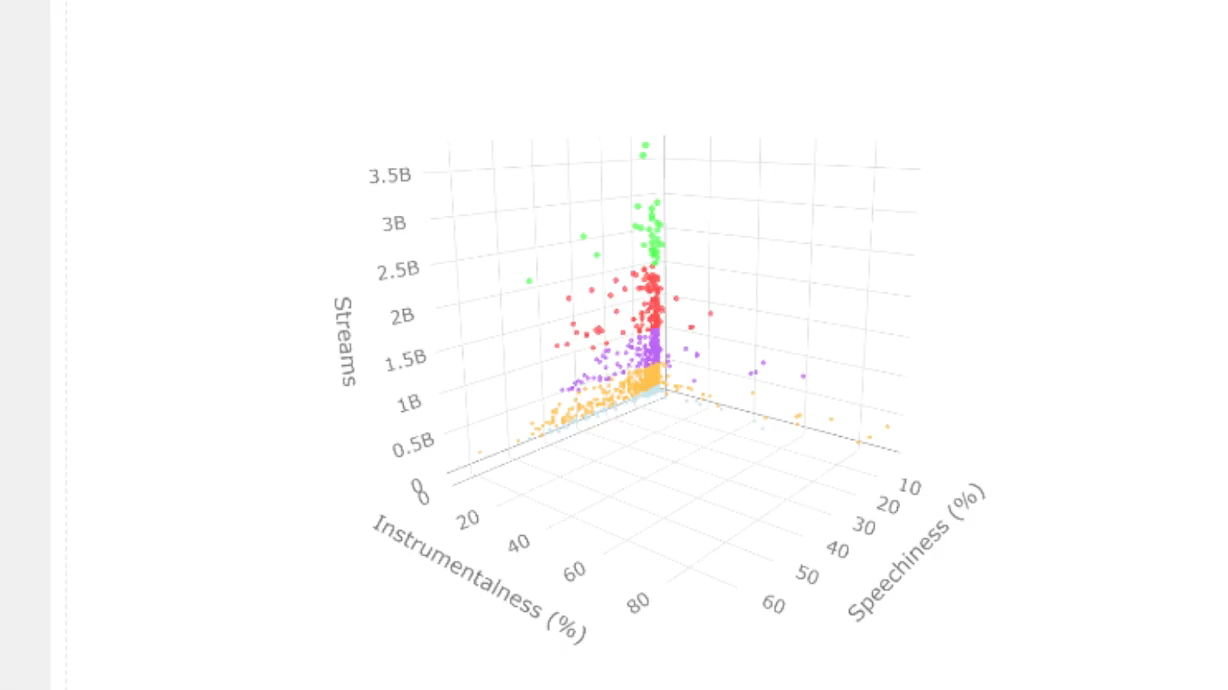 3.5B
3B
2.5B
2B
1.5B
1B
0.5B
0
Streams
0
20
40
60
80
Instrumentalness (%)
10
20
30
40
50
60
Speechiness (%)